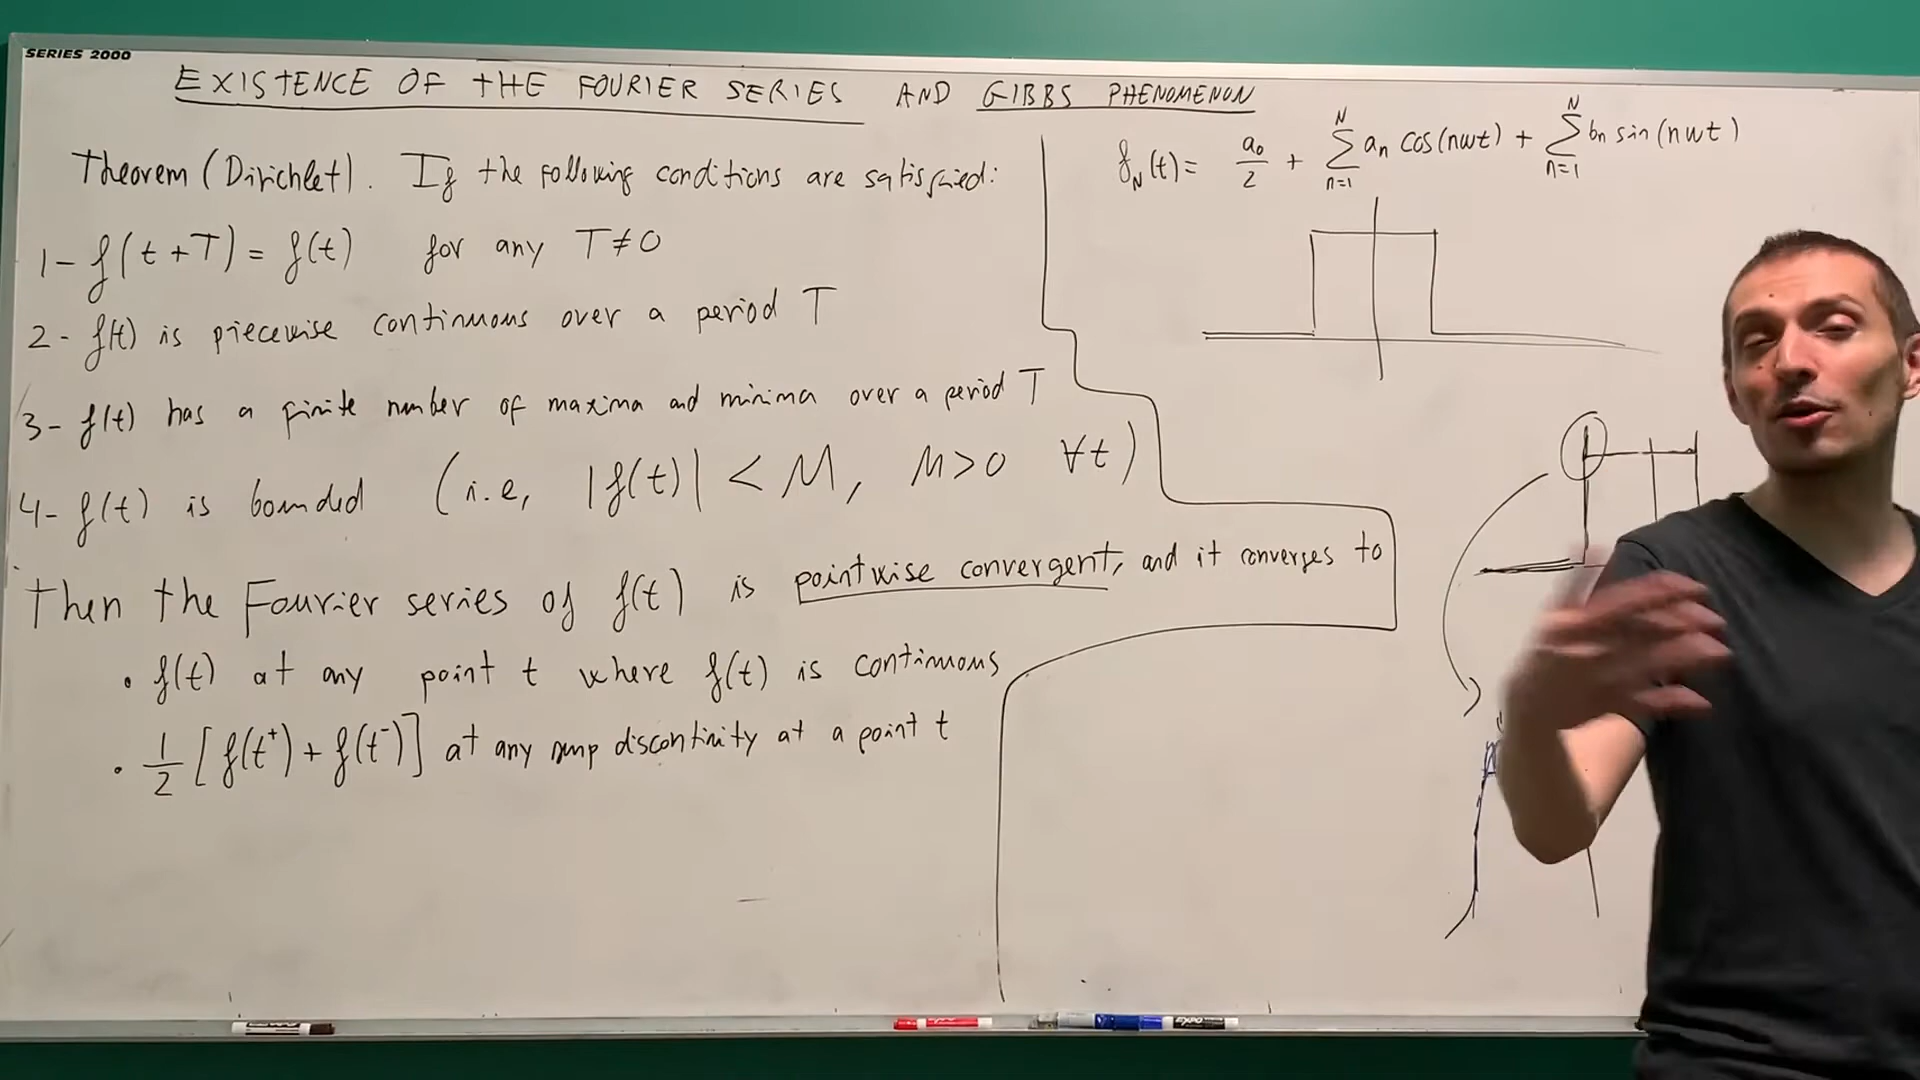 SERIES 2000
EXISTENCE OF THE FOURIER SERIES AND GIBBS PHENOMENON
Theorem (Dirichlet). If the following conditions are satisfied:
1- f(t+T) = f(t) for any T≠0
2- f(t) is piecewise continuous over a period T
3- f(t) has a finite number of maxima and minima over a period T
4- f(t) is bounded (i.e, |f(t)| < M, M>0 ∀t)
Then the Fourier series of f(t) is pointwise convergent, and it converges to
• f(t) at any point t where f(t) is continuous
• 1/2 [f(t⁺) + f(t⁻)] at any jump discontinity at a point t
f_N(t) = a₀/2 + ∑_{n=1}^{N} aₙ cos(nωt) + ∑_{n=1}^{N} bₙ sin(nωt)